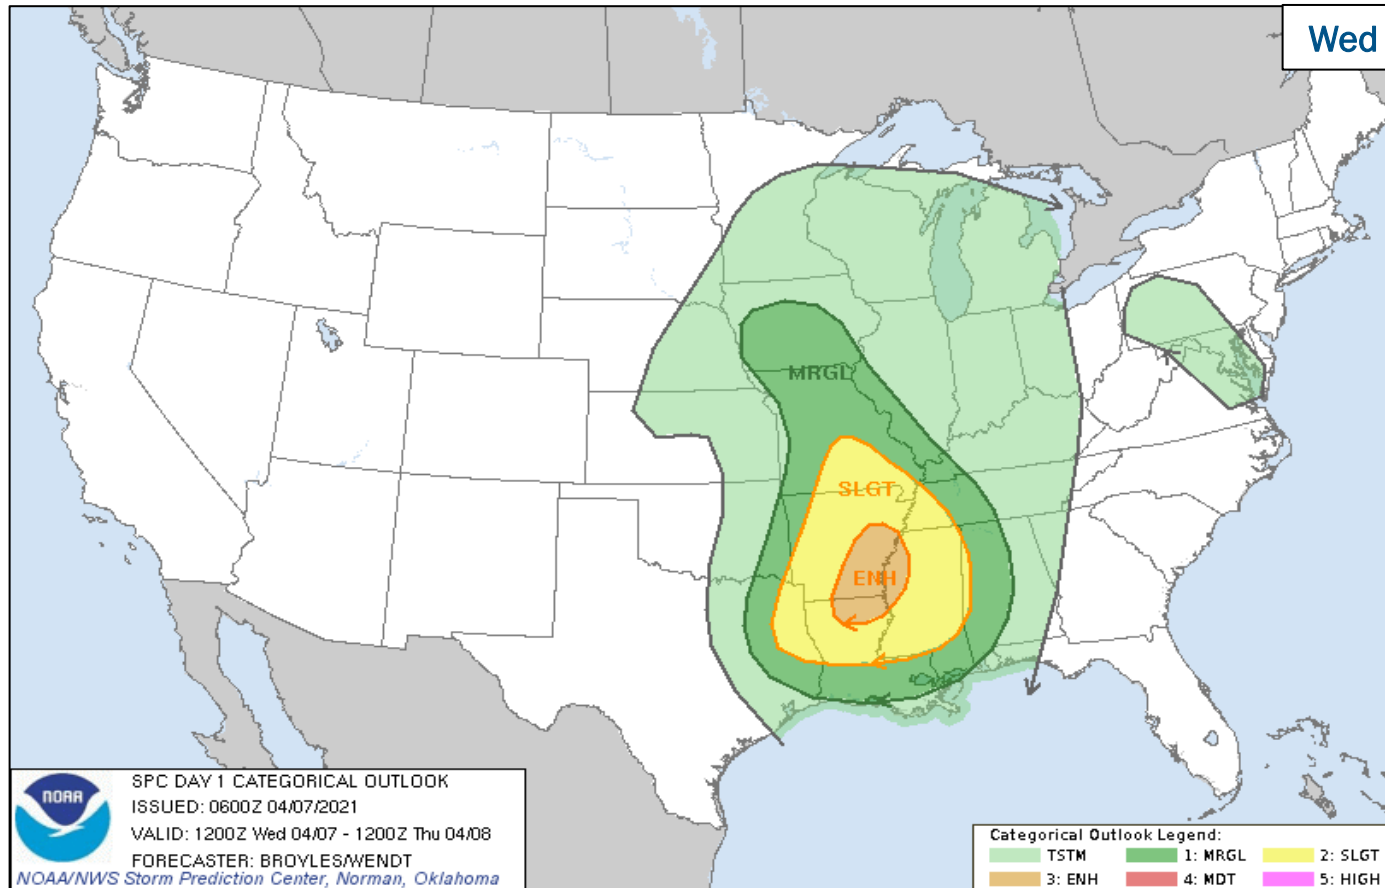 Wed
MRGL
SLGT
ENH
NOAA
SPC DAY 1 CATEGORICAL OUTLOOK
ISSUED: 0600Z 04/07/2021
VALID: 1200Z Wed 04/07 - 1200Z Thu 04/08
FORECASTER: BROYLES/WENDT
NOAA/NWS Storm Prediction Center, Norman, Oklahoma
Categorical Outlook Legend:
TSTM 1: MRGL 2: SLGT
3: ENH 4: MDT 5: HIGH